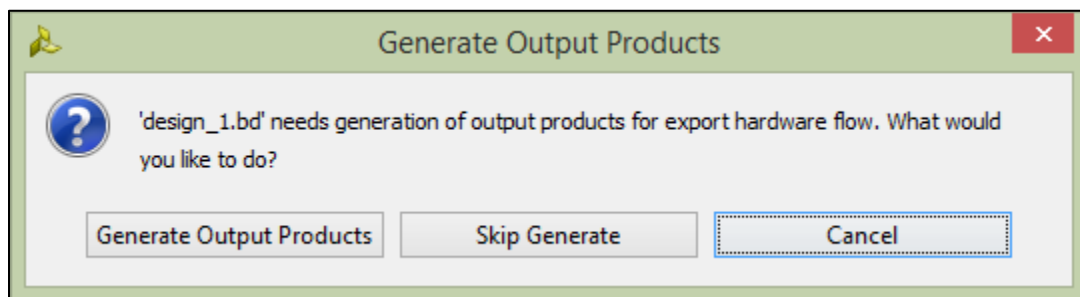 Generate Output Products
'design_1.bd' needs generation of output products for export hardware flow. What would
you like to do?
Generate Output Products Skip Generate Cancel